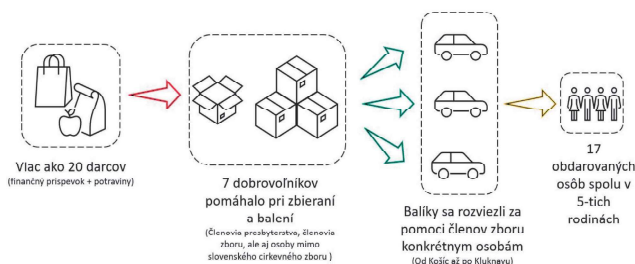 Viac ako 20 darcov
(finančný príspevok + potraviny)
7 dobrovoľníkov
pomáhalo pri zbieraní
a balení
(Členovia presbyterstva, členovia
zboru, ale aj osoby mimo
slovenského cirkevného zboru )
Balíky sa rozviezli za
pomoci členov zboru
konkrétnym osobám
(Od Košíc až po Kluknavu)
17
obdarovaných
osôb spolu v
5-tich
rodinách